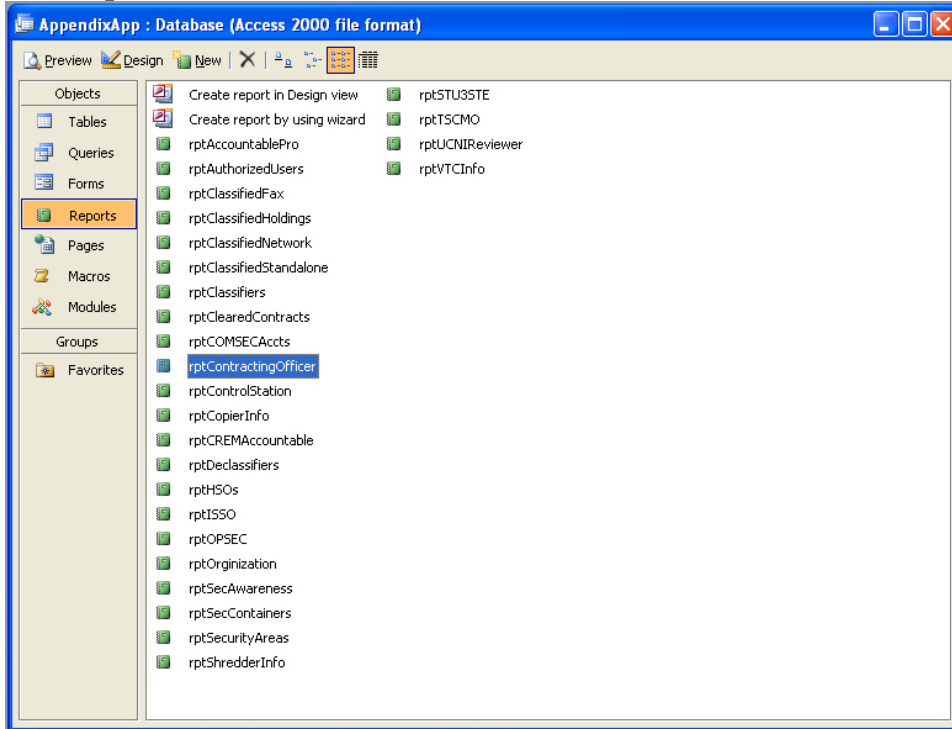 AppendixApp : Database (Access 2000 file format)
Preview Design New
Objects
Tables
Queries
Forms
Reports
Pages
Macros
Modules
Groups
Favorites
Create report in Design view
Create report by using wizard
rptAccountablePro
rptAuthorizedUsers
rptClassifiedFax
rptClassifiedHoldings
rptClassifiedNetwork
rptClassifiedStandalone
rptClassifiers
rptClearedContracts
rptCOMSECAccts
rptContractingOfficer
rptControlStation
rptCopierInfo
rptCREMAccountable
rptDeclassifiers
rptHSOs
rptISSO
rptOPSEC
rptOrginization
rptSecAwareness
rptSecContainers
rptSecurityAreas
rptShredderInfo
rptSTU3STE
rptTSCMO
rptUCNIReviewer
rptVTCInfo